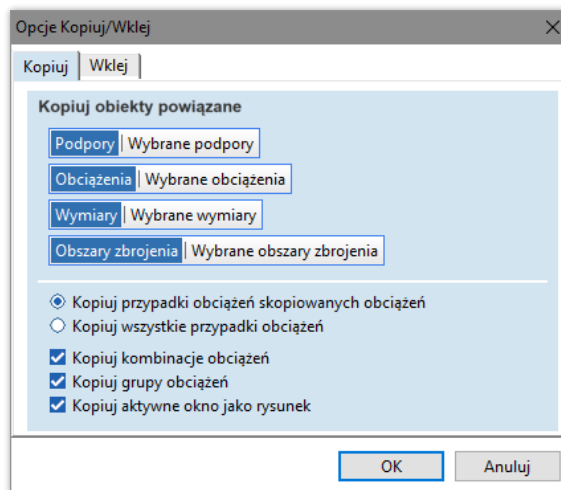 Opcje Kopiuj/Wklej
Kopiuj Wklej
Kopiuj obiekty powiązane
Podpory | Wybrane podpory
Obciążenia | Wybrane obciążenia
Wymiary | Wybrane wymiary
Obszary zbrojenia | Wybrane obszary zbrojenia
Kopiuj przypadki obciążeń skopiowanych obciążeń
Kopiuj wszystkie przypadki obciążeń
Kopiuj kombinacje obciążeń
Kopiuj grupy obciążeń
Kopiuj aktywne okno jako rysunek
OK Anuluj